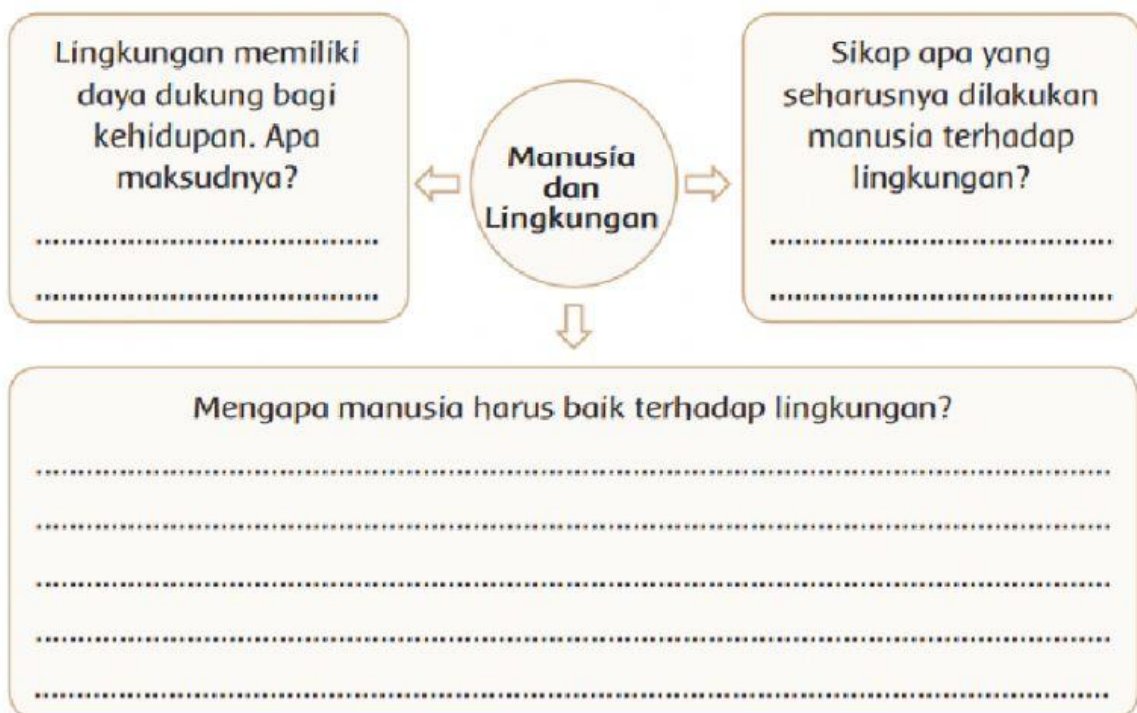 Lingkungan memiliki
daya dukung bagi
kehidupan. Apa
maksudnya?
Manusia
dan
Lingkungan
Sikap apa yang
seharusnya dilakukan
manusia terhadap
lingkungan?
Mengapa manusia harus baik terhadap lingkungan?